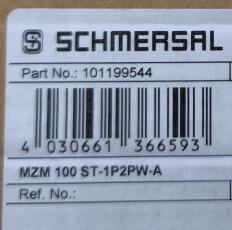 SCHMERSAL
Part No.: 101199544
4 030661 366593
MZM 100 ST-1P2PW-A
Ref. No.: